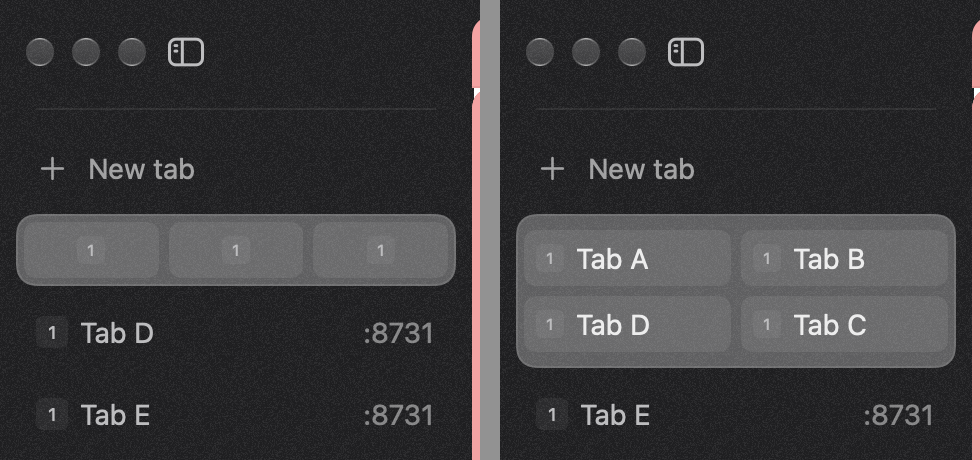 New tab
1 1 1
1 Tab D :8731
1 Tab E :8731
New tab
1 Tab A 1 Tab B
1 Tab D 1 Tab C
1 Tab E :8731